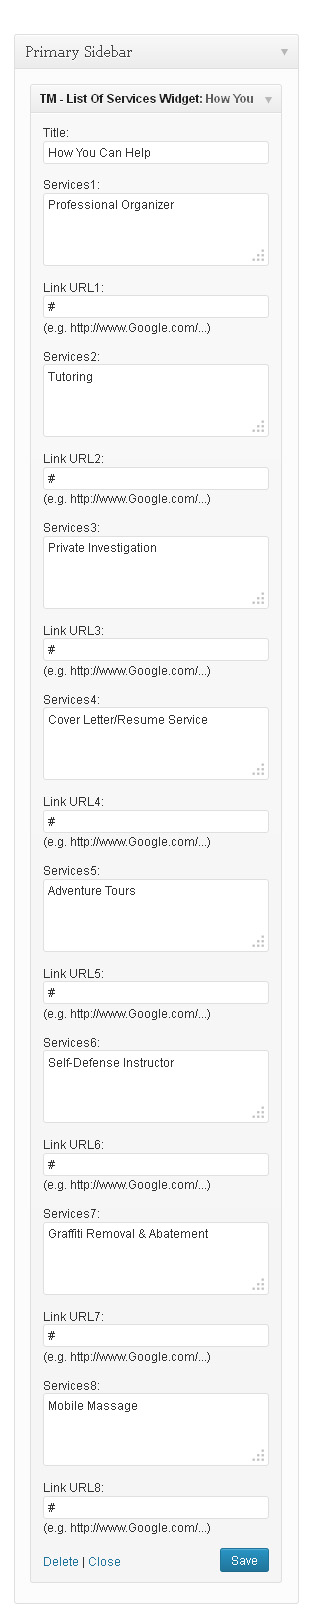 Primary Sidebar
TM - List Of Services Widget: How You
Title:
How You Can Help
Services1:
Professional Organizer
Link URL1:
#
(e.g. http://www.Google.com/...)
Services2:
Tutoring
Link URL2:
#
(e.g. http://www.Google.com/...)
Services3:
Private Investigation
Link URL3:
#
(e.g. http://www.Google.com/...)
Services4:
Cover Letter/Resume Service
Link URL4:
#
(e.g. http://www.Google.com/...)
Services5:
Adventure Tours
Link URL5:
#
(e.g. http://www.Google.com/...)
Services6:
Self-Defense Instructor
Link URL6:
#
(e.g. http://www.Google.com/...)
Services7:
Graffiti Removal & Abatement
Link URL7:
#
(e.g. http://www.Google.com/...)
Services8:
Mobile Massage
Link URL8:
#
(e.g. http://www.Google.com/...)
Delete | Close Save